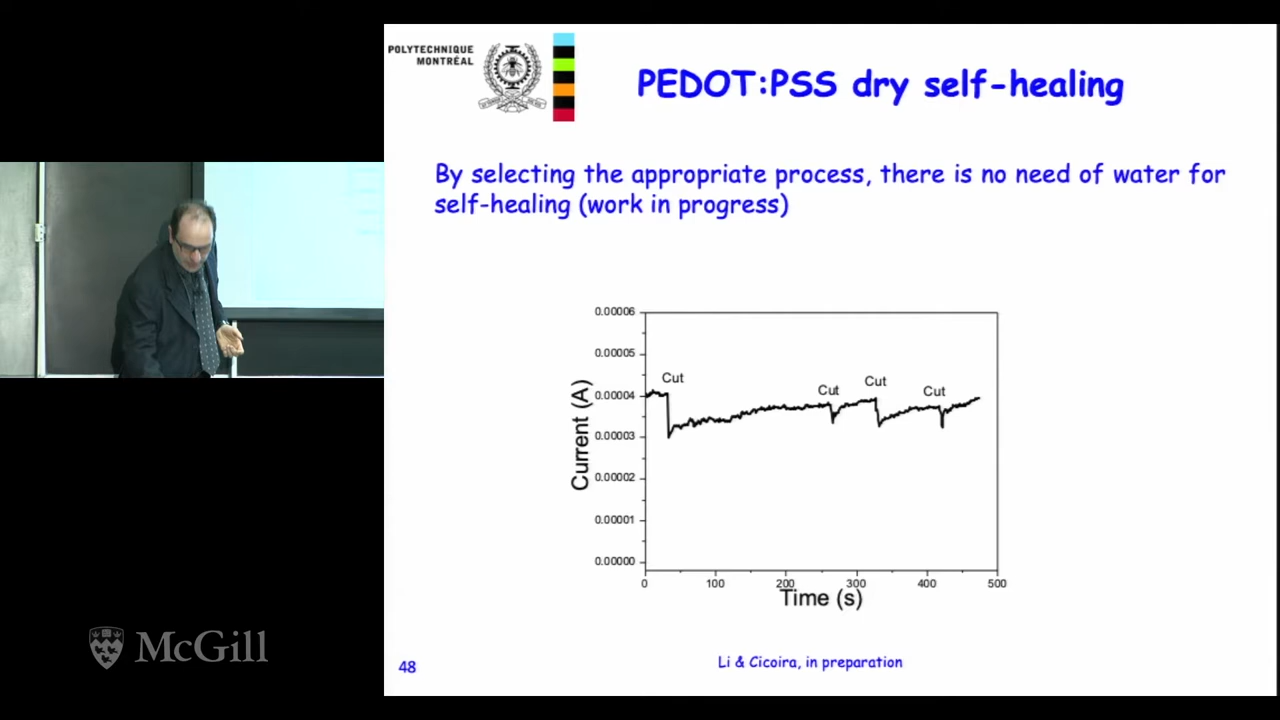 POLYTECHNIQUE
MONTRÉAL
PEDOT:PSS dry self-healing
By selecting the appropriate process, there is no need of water for
self-healing (work in progress)
0.00006
0.00005
0.00004
0.00003
0.00002
0.00001
0.00000
Current (A)
Cut
Cut
Cut
Cut
0
100
200
300
400
500
Time (s)
McGill
48
Li & Cicoira, in preparation